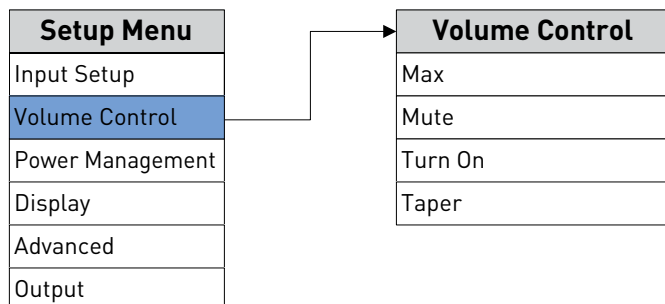 Setup Menu
Input Setup
Volume Control
Power Management
Display
Advanced
Output
Volume Control
Max
Mute
Turn On
Taper